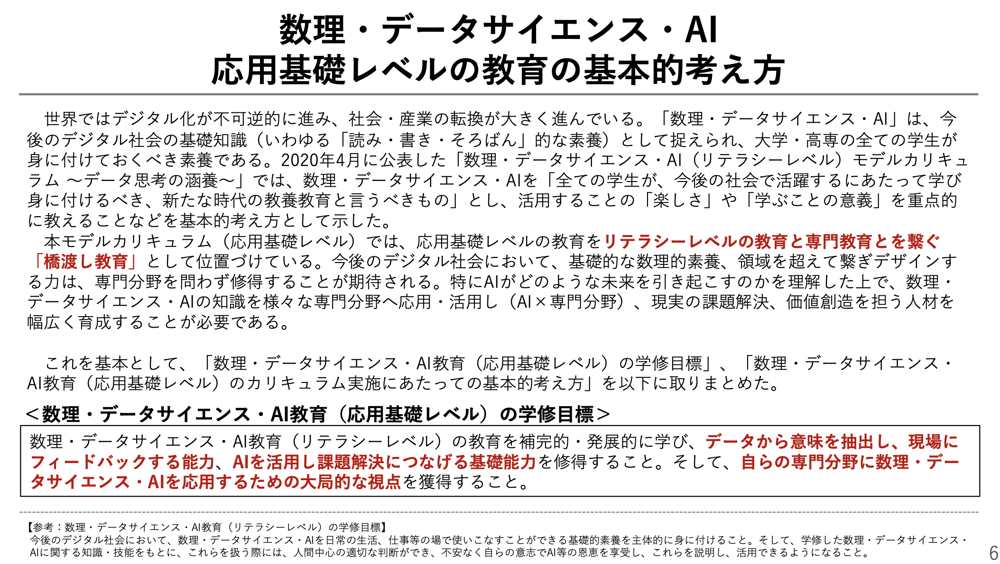 数理・データサイエンス・AI
応用基礎レベルの教育の基本的考え方
世界ではデジタル化が不可逆的に進み、社会・産業の転換が大きく進んでいる。「数理・データサイエンス・AI」は、今
後のデジタル社会の基礎知識（いわゆる「読み・書き・そろばん」的な素養）として捉えられ、大学・高専の全ての学生が
身に付けておくべき素養である。2020年4月に公表した「数理・データサイエンス・AI（リテラシーレベル）モデルカリキュ
ラム ～データ思考の涵養～」では、数理・データサイエンス・AIを「全ての学生が、今後の社会で活躍するにあたって学び
身に付けるべき、新たな時代の教養教育と言うべきもの」とし、活用することの「楽しさ」や「学ぶことの意義」を重点的
に教えることなどを基本的考え方として示した。
本モデルカリキュラム（応用基礎レベル）では、応用基礎レベルの教育をリテラシーレベルの教育と専門教育とを繋ぐ
「橋渡し教育」として位置づけている。今後のデジタル社会において、基礎的な数理的素養、領域を超えて繋ぎデザインす
る力は、専門分野を問わず修得することが期待される。特にAIがどのような未来を引き起こすのかを理解した上で、数理・
データサイエンス・AIの知識を様々な専門分野へ応用・活用し（AI×専門分野）、現実の課題解決、価値創造を担う人材を
幅広く育成することが必要である。
これを基本として、「数理・データサイエンス・AI教育（応用基礎レベル）の学修目標」、「数理・データサイエンス・
AI教育（応用基礎レベル）のカリキュラム実施にあたっての基本的考え方」を以下に取りまとめた。
＜数理・データサイエンス・AI教育（応用基礎レベル）の学修目標＞
数理・データサイエンス・AI教育（リテラシーレベル）の教育を補完的・発展的に学び、データから意味を抽出し、現場に
フィードバックする能力、AIを活用し課題解決につなげる基礎能力を修得すること。そして、自らの専門分野に数理・デー
タサイエンス・AIを応用するための大局的な視点を獲得すること。
【参考：数理・データサイエンス・AI教育（リテラシーレベル）の学修目標】
今後のデジタル社会において、数理・データサイエンス・AIを日常の生活、仕事等の場で使いこなすことができる基礎的素養を主体的に身に付けること。そして、学修した数理・データサイエンス・
AIに関する知識・技能をもとに、これらを扱う際には、人間中心の適切な判断ができ、不安なく自らの意志でAI等の恩恵を享受し、これらを説明し、活用できるようになること。
6